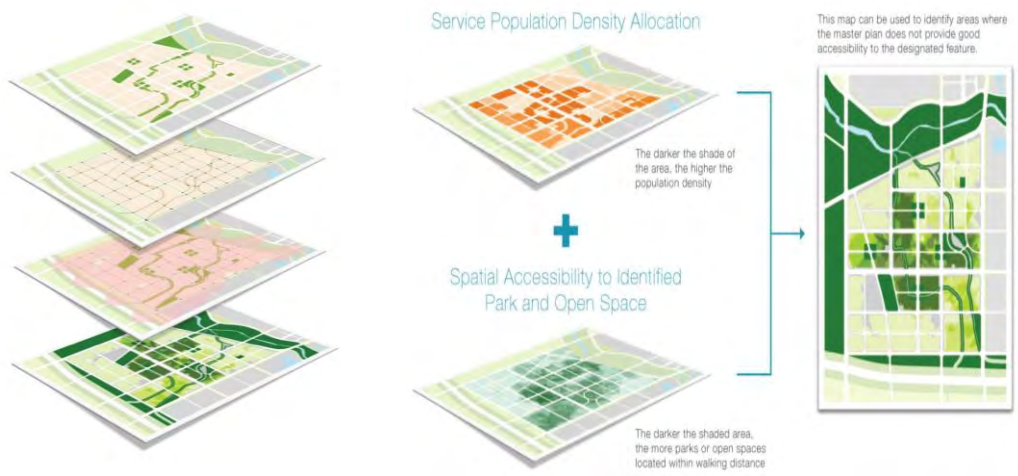 Service Population Density Allocation
The darker the shade of
the area, the higher the
population density
Spatial Accessibility to Identified
Park and Open Space
The darker the shaded area,
the more parks or open spaces
located within walking distance
This map can be used to identify areas where
the master plan does not provide good
accessibility to the designated feature.